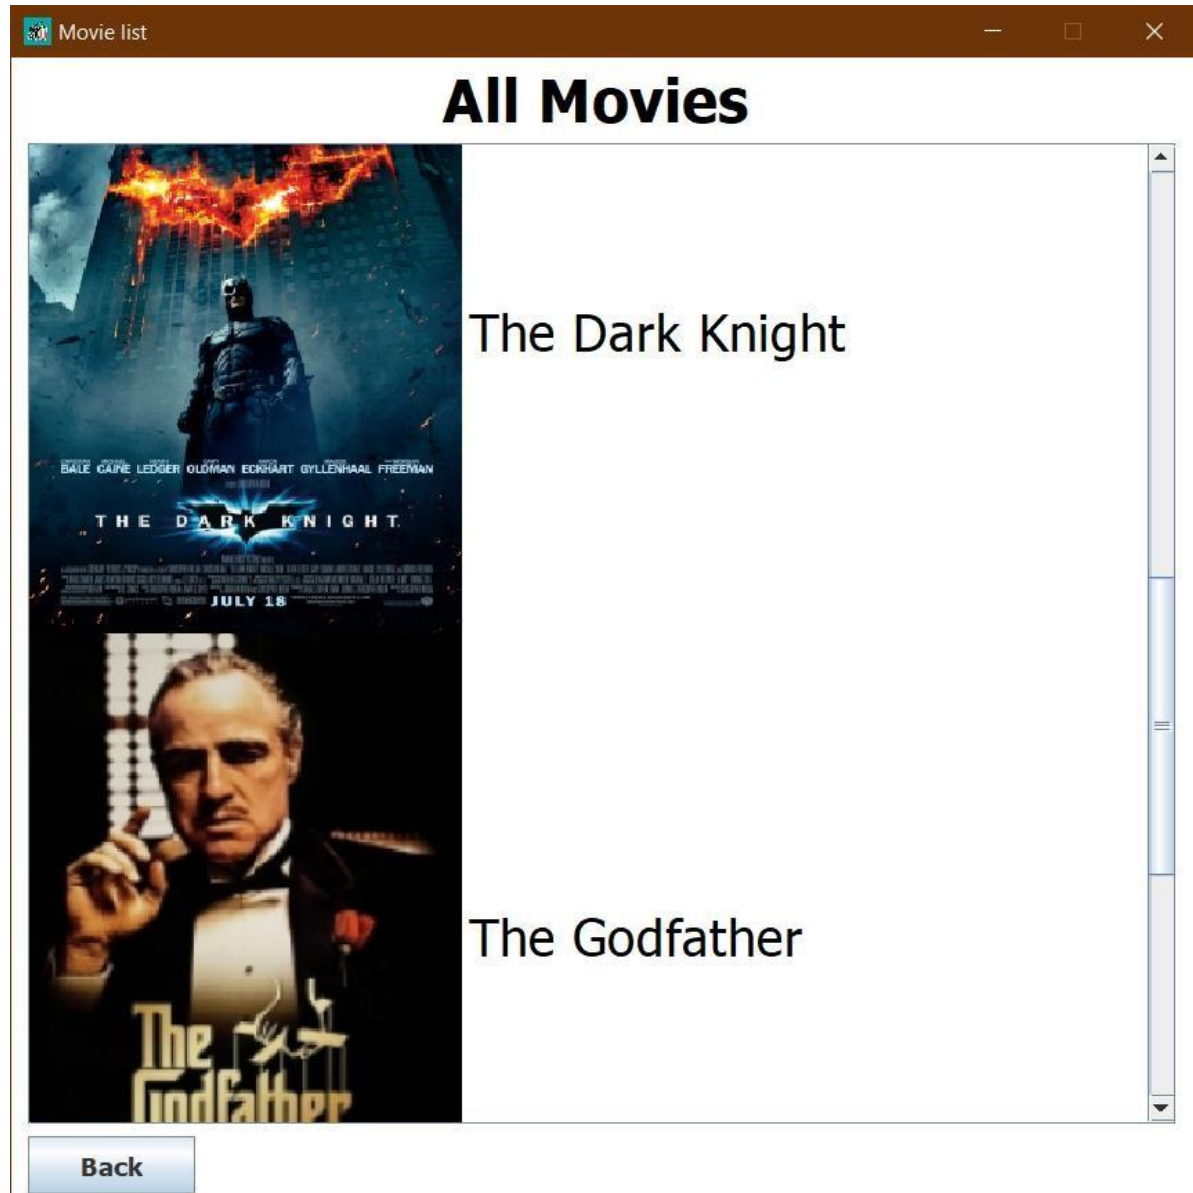 Movie list
All Movies
BALE CAINE LEDGER OLDMAN ECKHART GYLLENHAAL FREEMAN
THE DARK KNIGHT
JULY 18
The Dark Knight
The
Godfather
The Godfather
Back